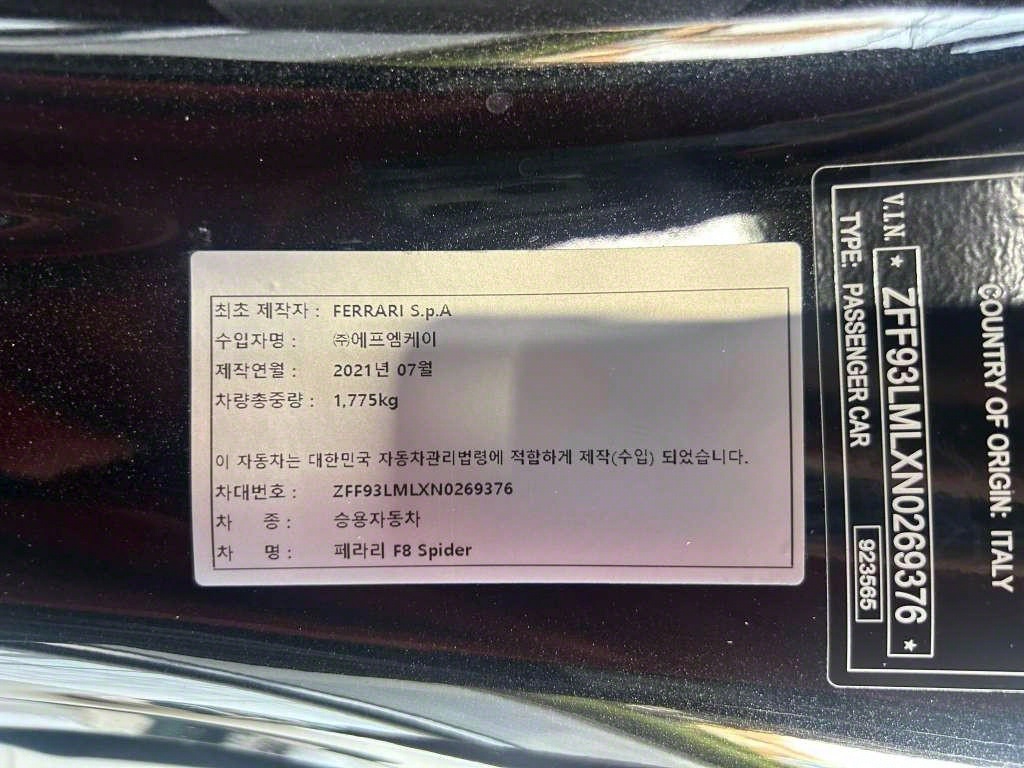 최초 제작자 : FERRARI S.p.A
수입자명 : ㈜에프엠케이
제작연월 : 2021년 07월
차량총중량 : 1,775kg
이 자동차는 대한민국 자동차관리법령에 적합하게 제작(수입) 되었습니다.
차대번호 : ZFF93LMLXN0269376
차 종 : 승용자동차
차 명 : 페라리 F8 Spider
COUNTRY OF ORIGIN: ITALY
V.I.N. ★ ZFF93LMLXN0269376 ★
TYPE: PASSENGER CAR 923565